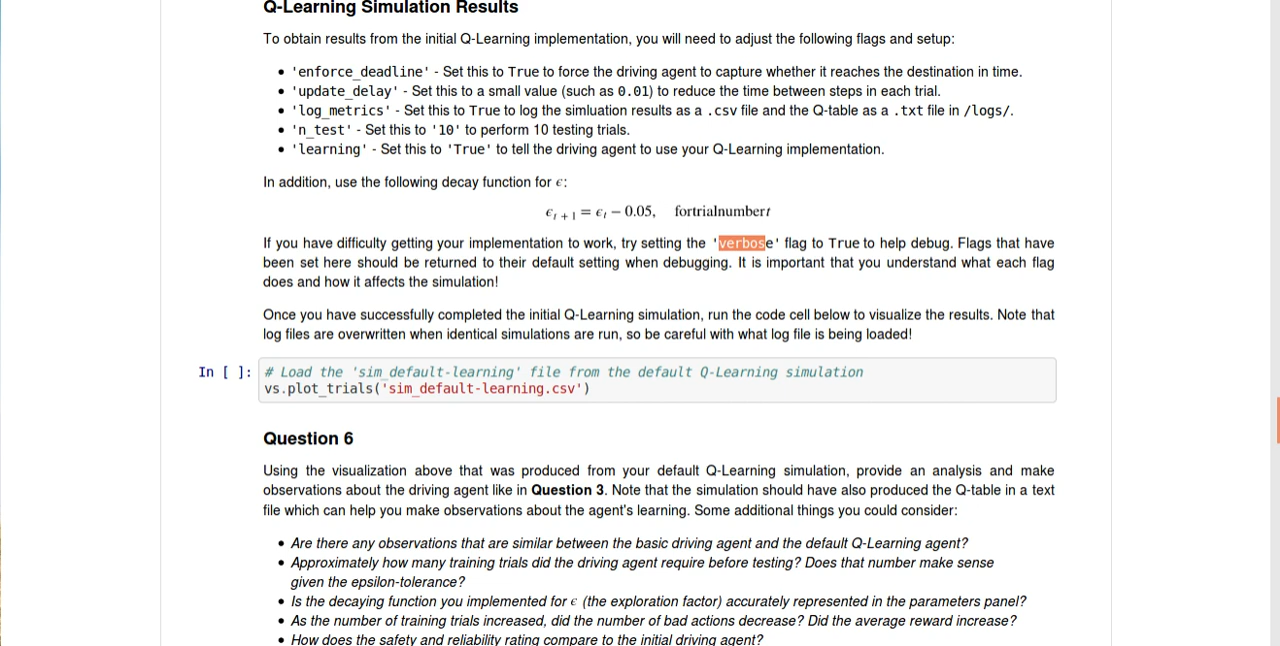 Q-Learning Simulation Results
To obtain results from the initial Q-Learning implementation, you will need to adjust the following flags and setup:
• 'enforce_deadline' - Set this to True to force the driving agent to capture whether it reaches the destination in time.
• 'update_delay' - Set this to a small value (such as 0.01) to reduce the time between steps in each trial.
• 'log_metrics' - Set this to True to log the simluation results as a .csv file and the Q-table as a .txt file in /logs/.
• 'n_test' - Set this to '10' to perform 10 testing trials.
• 'learning' - Set this to 'True' to tell the driving agent to use your Q-Learning implementation.
In addition, use the following decay function for ϵ:
ϵt + 1 = ϵt − 0.05, fortrialnumbert
If you have difficulty getting your implementation to work, try setting the 'verbose' flag to True to help debug. Flags that have
been set here should be returned to their default setting when debugging. It is important that you understand what each flag
does and how it affects the simulation!
Once you have successfully completed the initial Q-Learning simulation, run the code cell below to visualize the results. Note that
log files are overwritten when identical simulations are run, so be careful with what log file is being loaded!
In [ ]: # Load the 'sim_default-learning' file from the default Q-Learning simulation
vs.plot_trials('sim_default-learning.csv')
Question 6
Using the visualization above that was produced from your default Q-Learning simulation, provide an analysis and make
observations about the driving agent like in Question 3. Note that the simulation should have also produced the Q-table in a text
file which can help you make observations about the agent's learning. Some additional things you could consider:
• Are there any observations that are similar between the basic driving agent and the default Q-Learning agent?
• Approximately how many training trials did the driving agent require before testing? Does that number make sense
given the epsilon-tolerance?
• Is the decaying function you implemented for ϵ (the exploration factor) accurately represented in the parameters panel?
• As the number of training trials increased, did the number of bad actions decrease? Did the average reward increase?
• How does the safety and reliability rating compare to the initial driving agent?